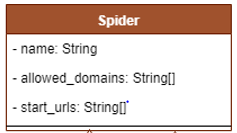 Spider
- name: String
- allowed_domains: String[]
- start_urls: String[]